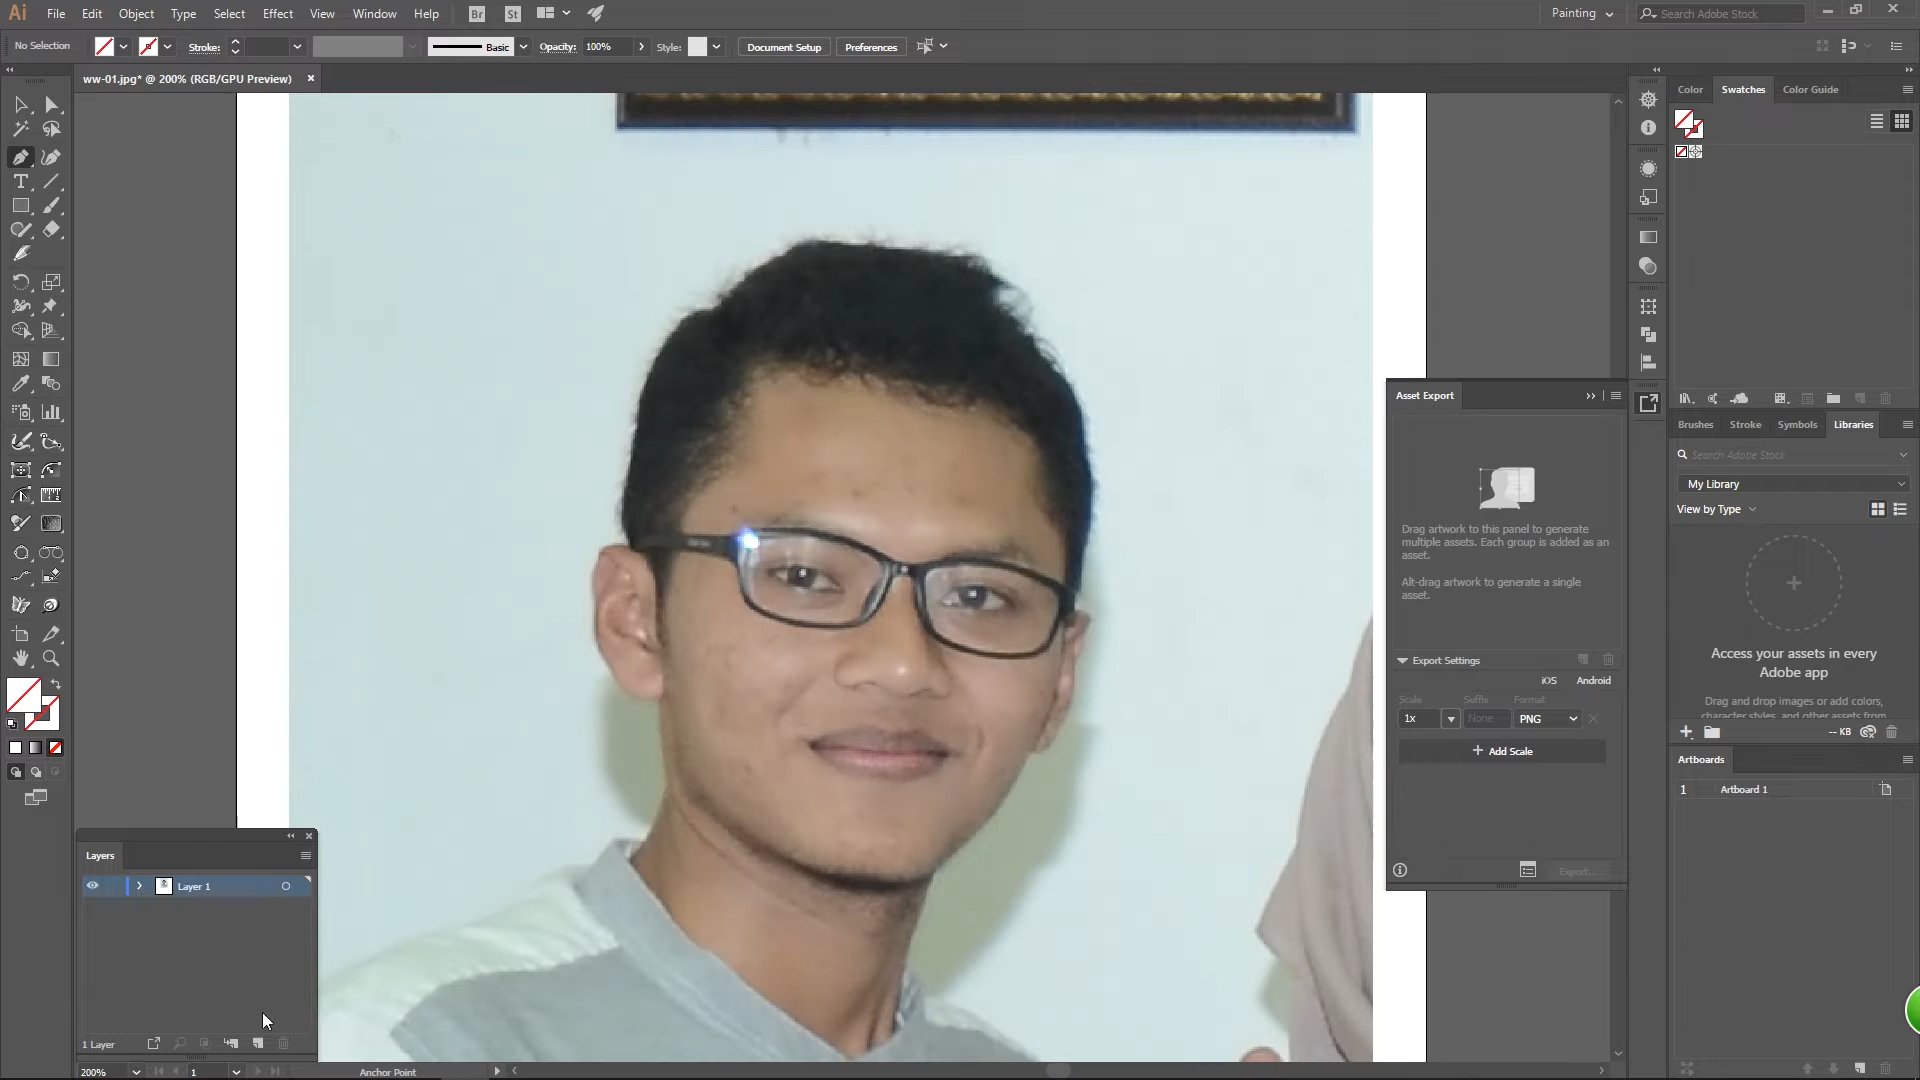 Ai File Edit Object Type Select Effect View Window Help Br St Painting Search Adobe Stock
No Selection Stroke: Basic Opacity: 100% Style: Document Setup Preferences
ww-01.jpg* @ 200% (RGB/GPU Preview)
Color Swatches Color Guide
Asset Export
Drag artwork to this panel to generate
multiple assets. Each group is added as an
asset.
Alt-drag artwork to generate a single
asset.
Export Settings
iOS Android
Scale Suffix Format
1x None PNG
+ Add Scale
Export...
Brushes Stroke Symbols Libraries
Search Adobe Stock
My Library
View by Type
Access your assets in every
Adobe app
Drag and drop images or add colors,
character styles, and other assets from
-- KB
Artboards
1 Artboard 1
Layers
Layer 1
1 Layer
200% 1 Anchor Point